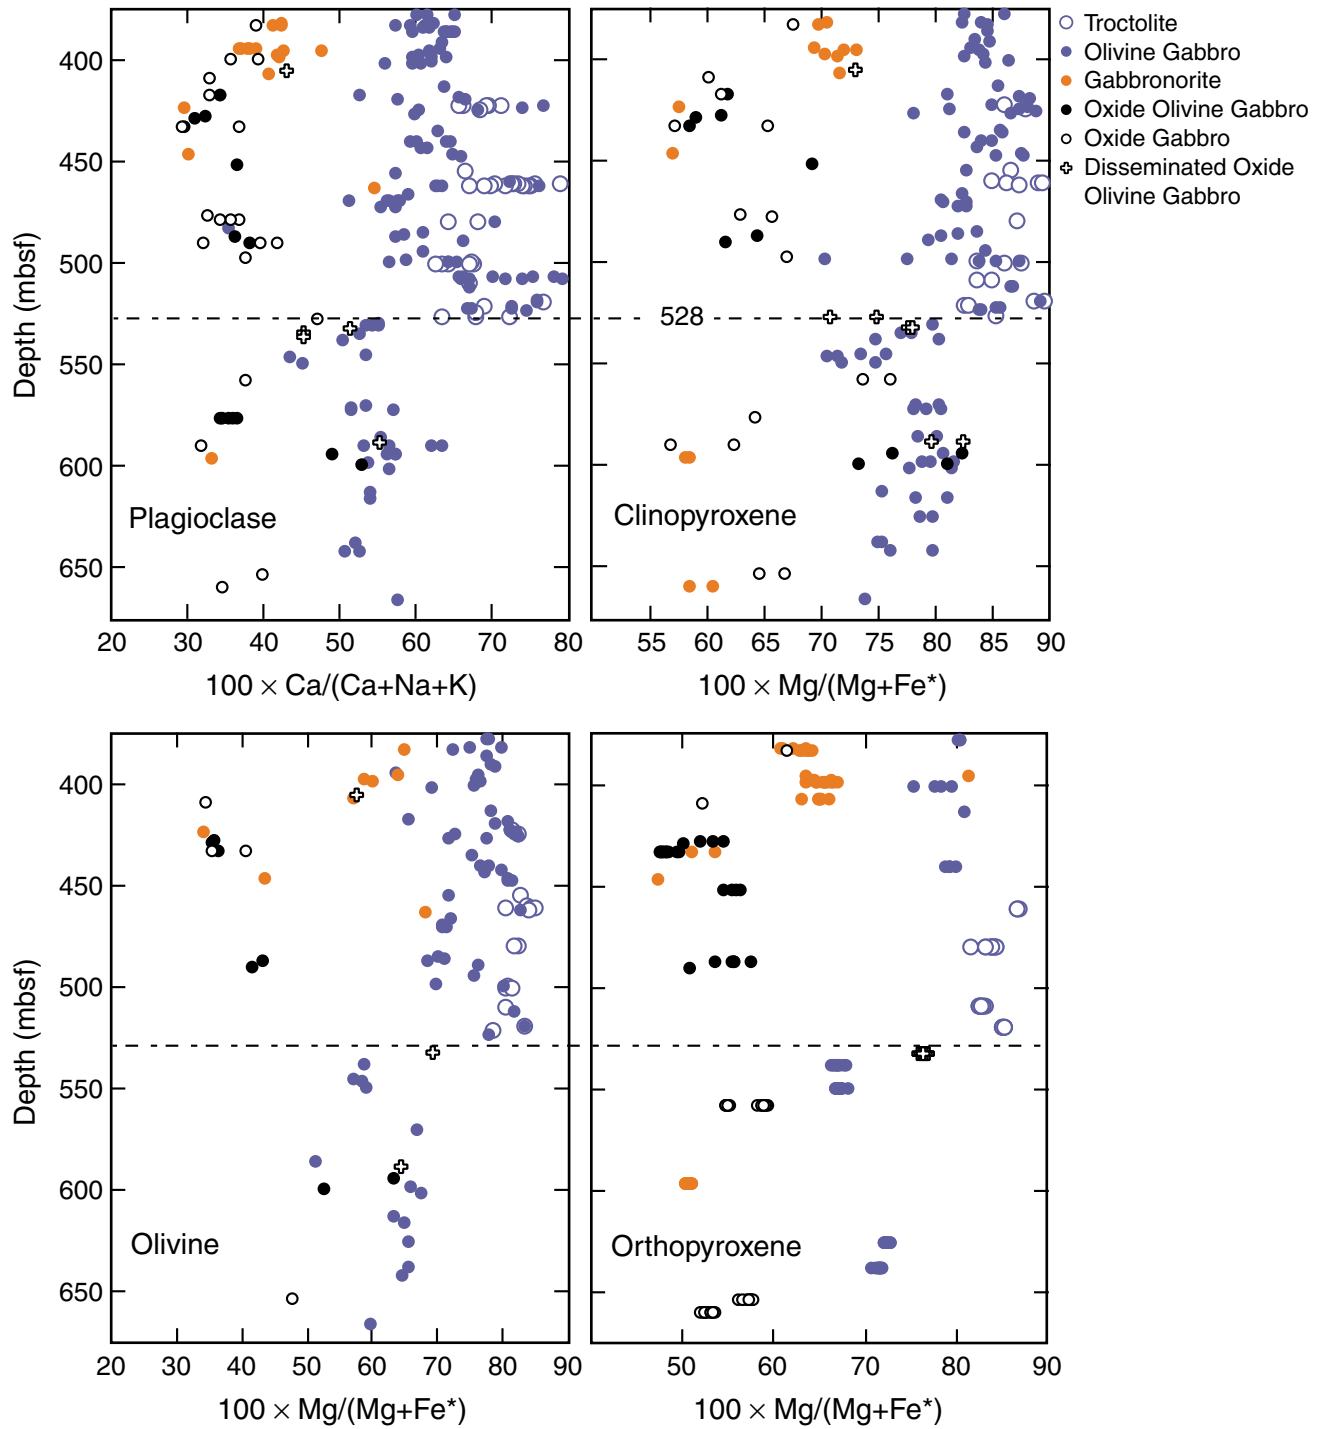 Troctolite
Olivine Gabbro
Gabbronorite
Oxide Olivine Gabbro
Oxide Gabbro
Disseminated Oxide
Olivine Gabbro
Depth (mbsf)
400
450
500
550
600
650
528
Plagioclase
Clinopyroxene
20 30 40 50 60 70 80
55 60 65 70 75 80 85 90
100 × Ca/(Ca+Na+K)
100 × Mg/(Mg+Fe*)
Depth (mbsf)
400
450
500
550
600
650
Olivine
Orthopyroxene
20 30 40 50 60 70 80 90
50 60 70 80 90
100 × Mg/(Mg+Fe*)
100 × Mg/(Mg+Fe*)